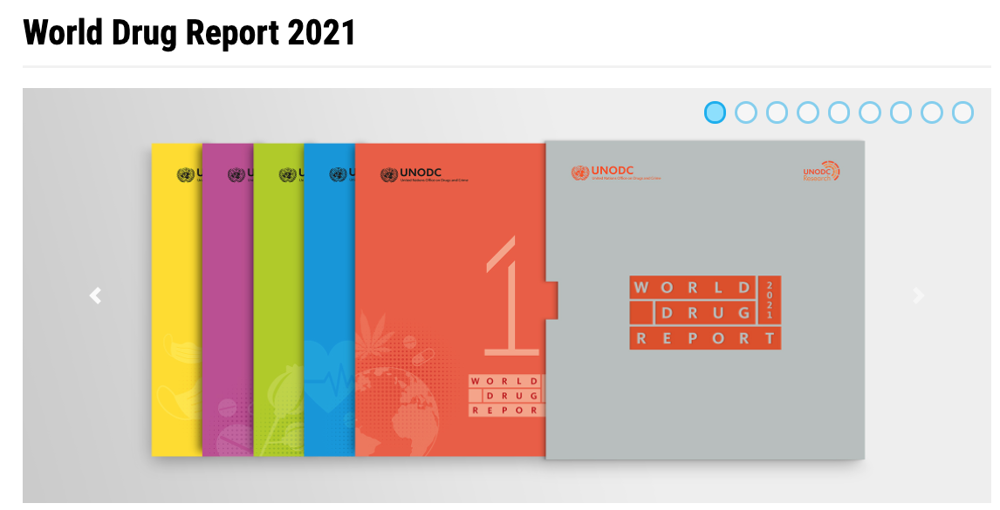 World Drug Report 2021
UNODC
United Nations Office on Drugs and Crime
1
WORLD
DRUG
REPOR
UNODC
United Nations Office on Drugs and Crime
UNODC
Research
WORLD
DRUG
REPORT
2021